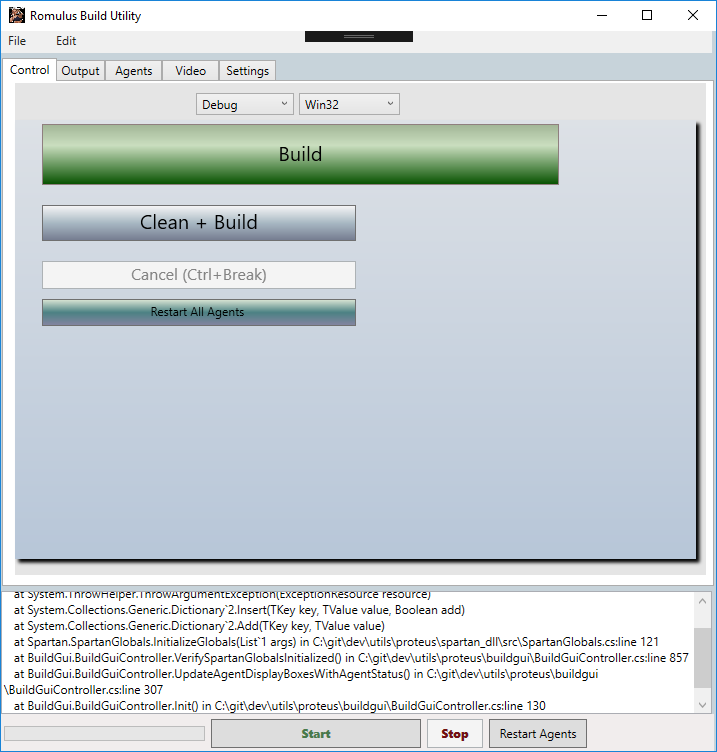 Romulus Build Utility
File Edit
Control Output Agents Video Settings
Debug Win32
Build
Clean + Build
Cancel (Ctrl+Break)
Restart All Agents
at System.ThrowHelper.ThrowArgumentException(ExceptionResource resource)
at System.Collections.Generic.Dictionary`2.Insert(TKey key, TValue value, Boolean add)
at System.Collections.Generic.Dictionary`2.Add(TKey key, TValue value)
at Spartan.SpartanGlobals.InitializeGlobals(List`1 args) in C:\git\dev\utils\proteus\spartan_dll\src\SpartanGlobals.cs:line 121
at BuildGui.BuildGuiController.VerifySpartanGlobalsInitialized() in C:\git\dev\utils\proteus\buildgui\BuildGuiController.cs:line 857
at BuildGui.BuildGuiController.UpdateAgentDisplayBoxesWithAgentStatus() in C:\git\dev\utils\proteus\buildgui
\BuildGuiController.cs:line 307
at BuildGui.BuildGuiController.Init() in C:\git\dev\utils\proteus\buildgui\BuildGuiController.cs:line 130
Start Stop Restart Agents